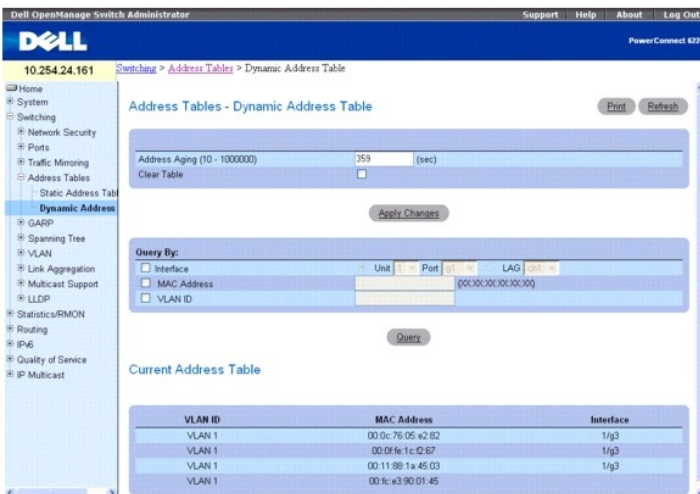 Dell OpenManage Switch Administrator
Support Help About Log Out
DELL
PowerConnect 622
10.254.24.161
Switching > Address Tables > Dynamic Address Table
Home
System
Switching
Network Security
Ports
Traffic Mirroring
Address Tables
Static Address Tabl
Dynamic Address
GARP
Spanning Tree
VLAN
Link Aggregation
Multicast Support
LLDP
Statistics/RMON
Routing
IPv6
Quality of Service
IP Multicast
Address Tables - Dynamic Address Table
Print Refresh
Address Aging (10 - 1000000) 359 (sec)
Clear Table
Apply Changes
Query By:
Interface Unit 1 Port g1 LAG ch1
MAC Address (XX:XX:XX:XX:XX:XX)
VLAN ID
Query
Current Address Table
VLAN ID MAC Address Interface
VLAN 1 00:0c:76:05:e2:82 1/g3
VLAN 1 00:0f:fe:1c:f2:67 1/g3
VLAN 1 00:11:88:1a:45:03 1/g3
VLAN 1 00:fc:e3:90:01:45